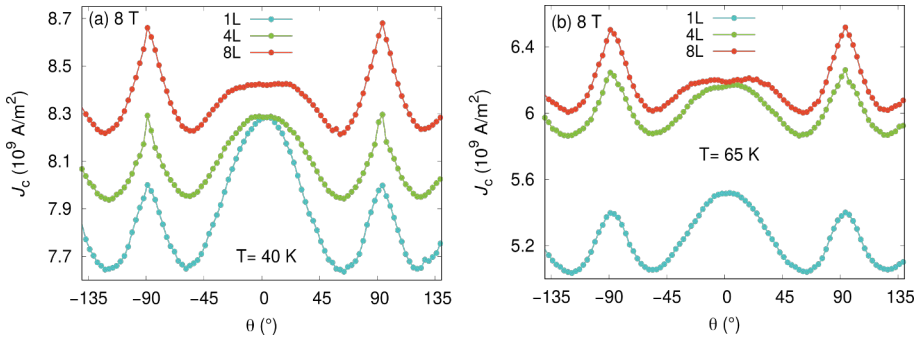 (a) 8 T
1L
4L
8L
8.7
8.5
8.3
8.1
7.9
7.7
J_c (10^9 A/m^2)
T= 40 K
−135 −90 −45 0 45 90 135
θ (°)
(b) 8 T
1L
4L
8L
6.4
6
5.6
5.2
J_c (10^9 A/m^2)
T= 65 K
−135 −90 −45 0 45 90 135
θ (°)